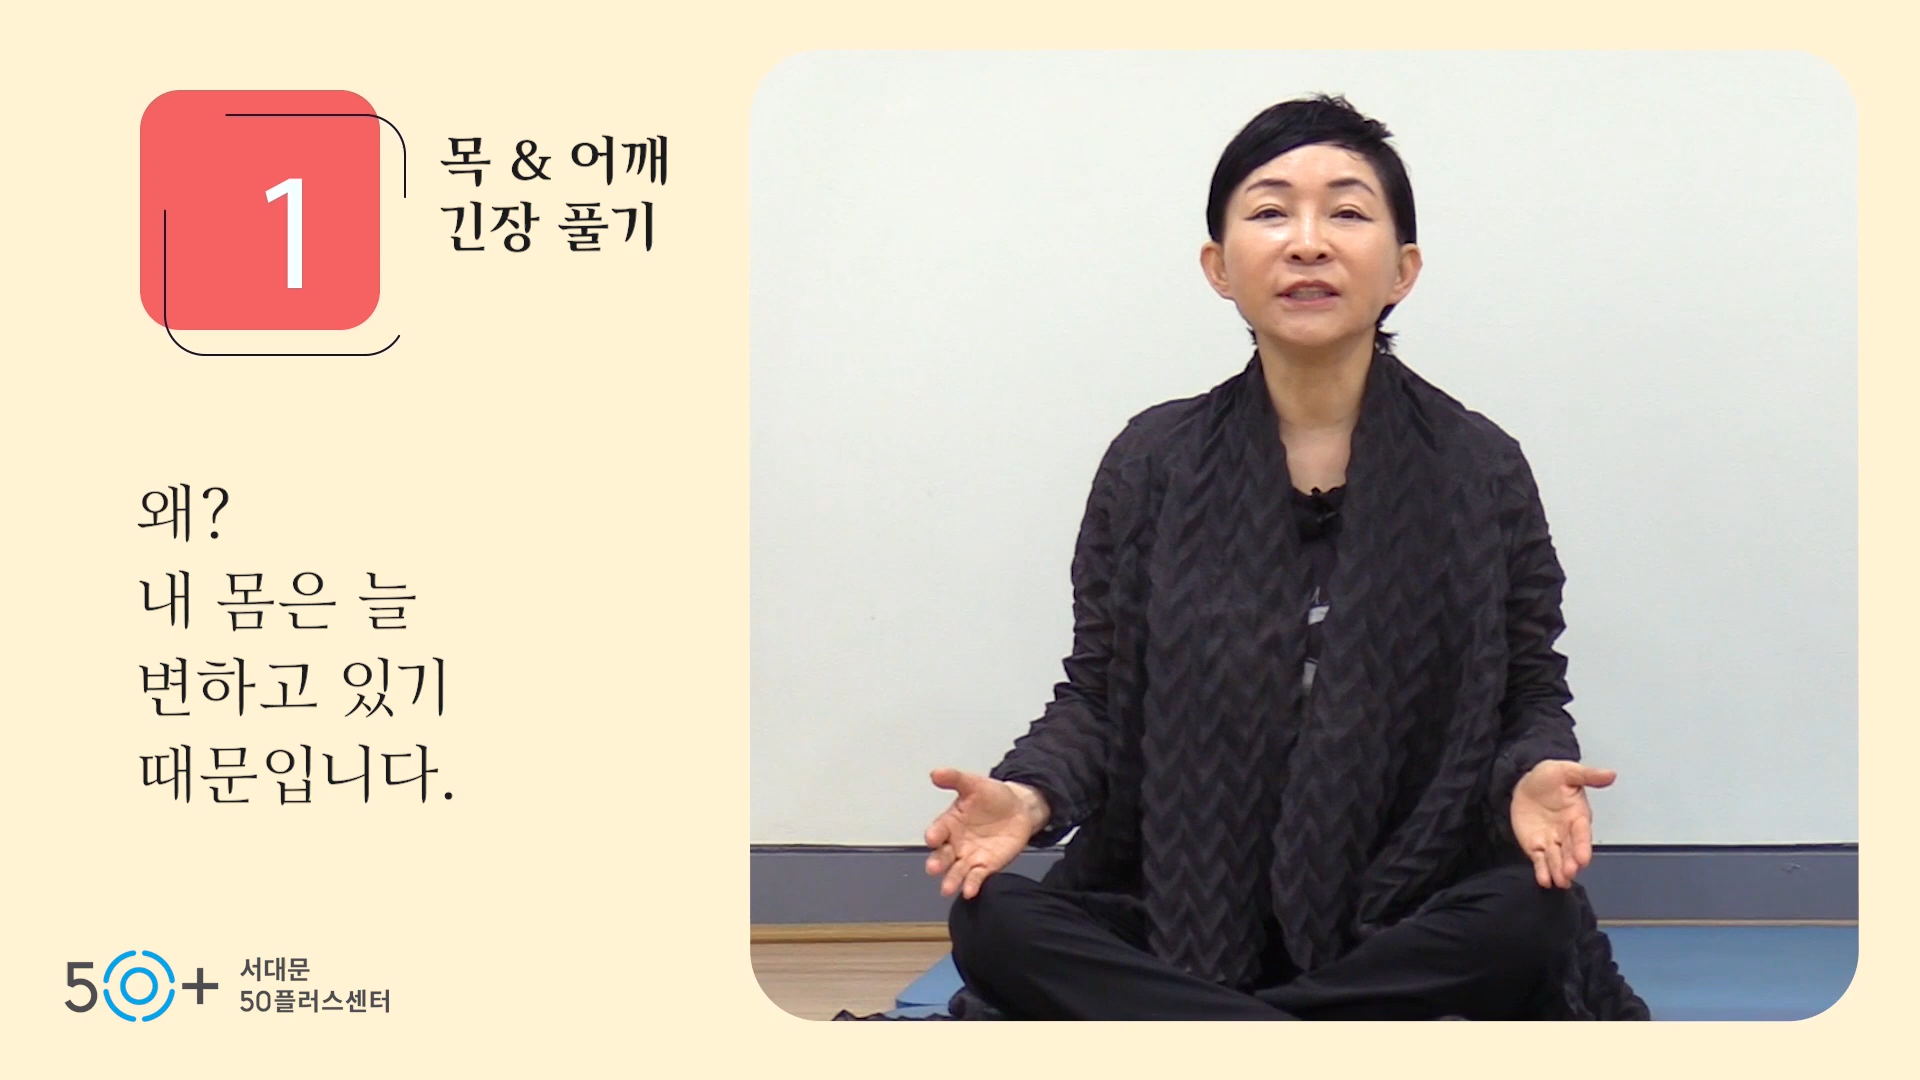 1
목 & 어깨
긴장 풀기
왜?
내 몸은 늘
변하고 있기
때문입니다.
50+
서대문
50플러스센터